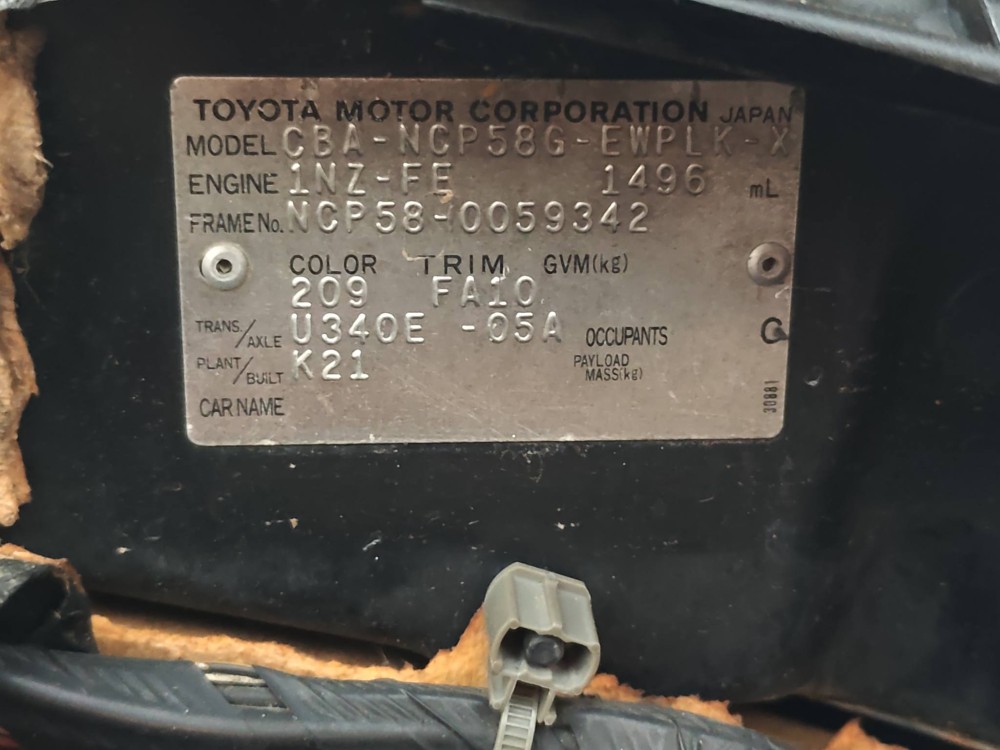 TOYOTA MOTOR CORPORATION JAPAN
MODEL CBA-NCP58G-EWPLK-X
ENGINE 1NZ-FE 1496 mL
FRAME No. NCP58-0059342
COLOR TRIM GVM(kg)
209 FA10
TRANS./AXLE U340E -05A OCCUPANTS G
PLANT/BUILT K21 PAYLOAD MASS(kg)
CAR NAME
30881